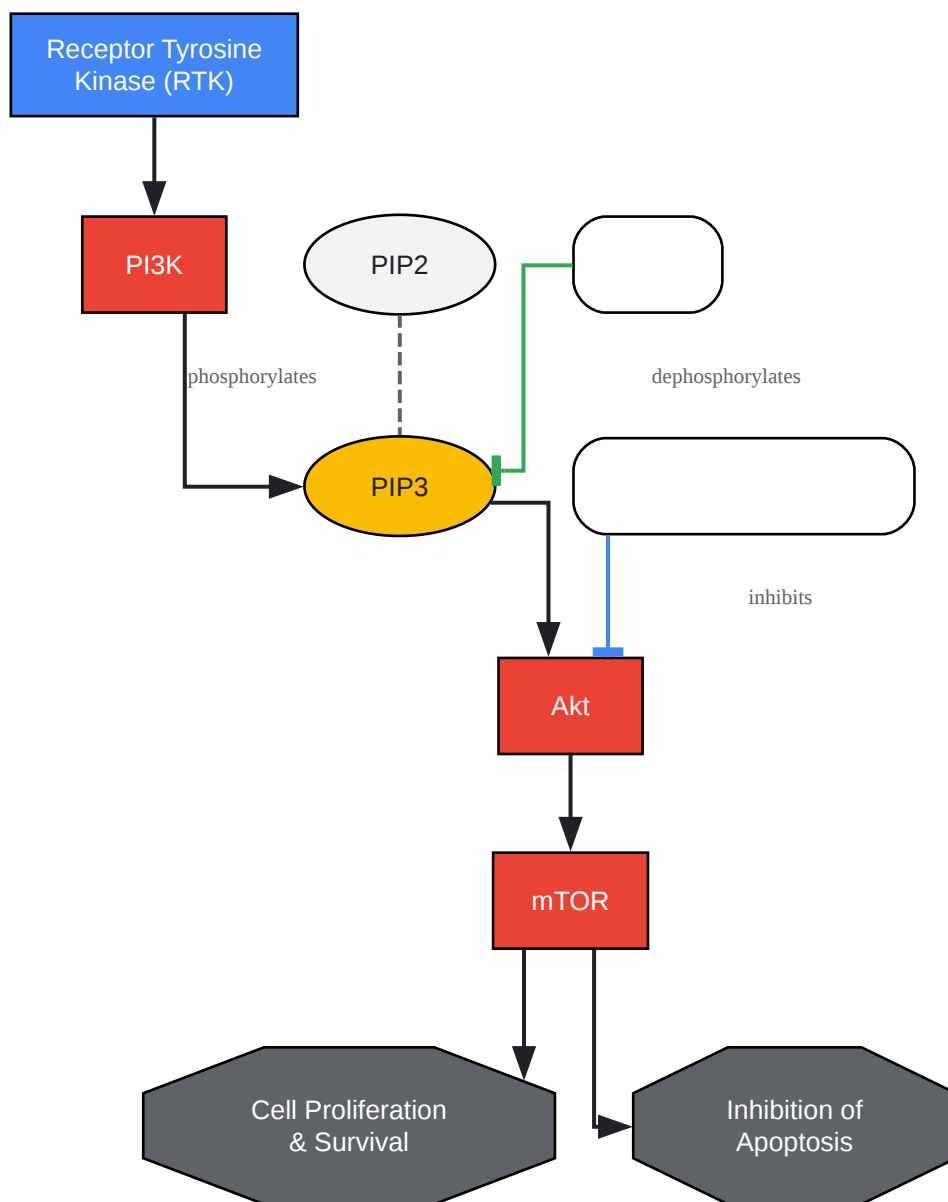 Receptor Tyrosine
Kinase (RTK)
PI3K
PIP2
phosphorylates
dephosphorylates
PIP3
inhibits
Akt
mTOR
Cell Proliferation
& Survival
Inhibition of
Apoptosis